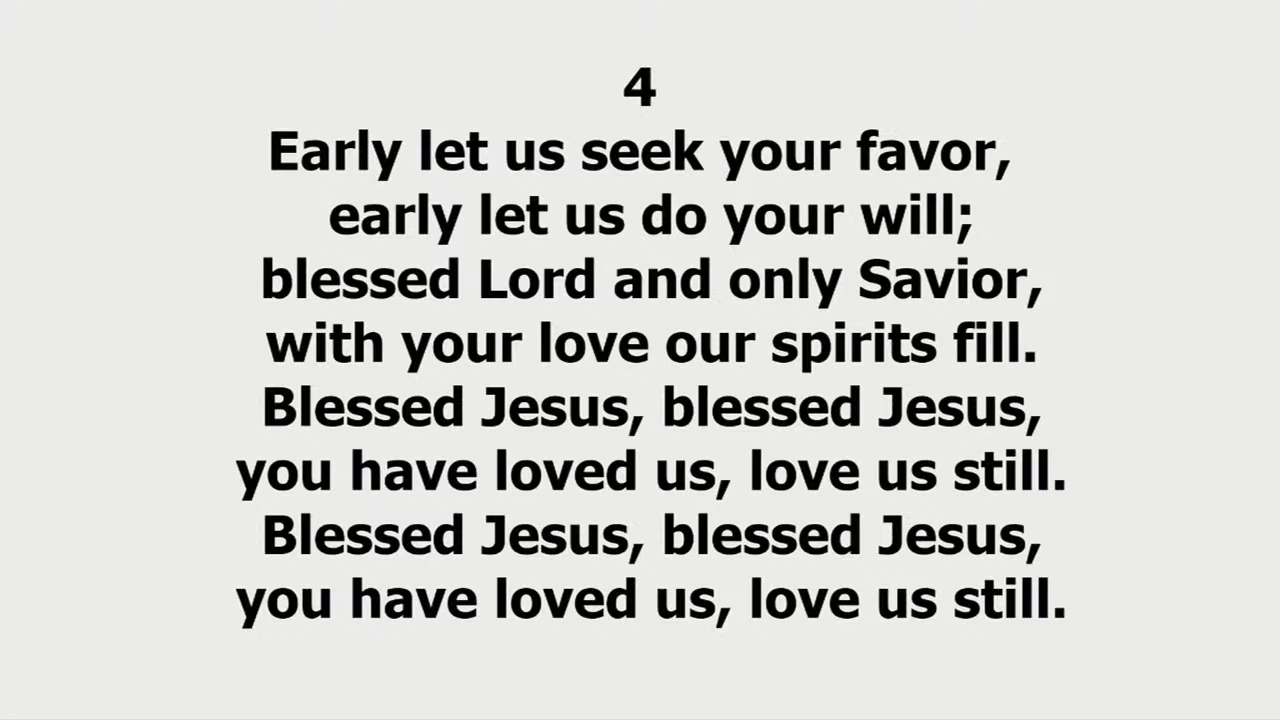 4
Early let us seek your favor,
early let us do your will;
blessed Lord and only Savior,
with your love our spirits fill.
Blessed Jesus, blessed Jesus,
you have loved us, love us still.
Blessed Jesus, blessed Jesus,
you have loved us, love us still.